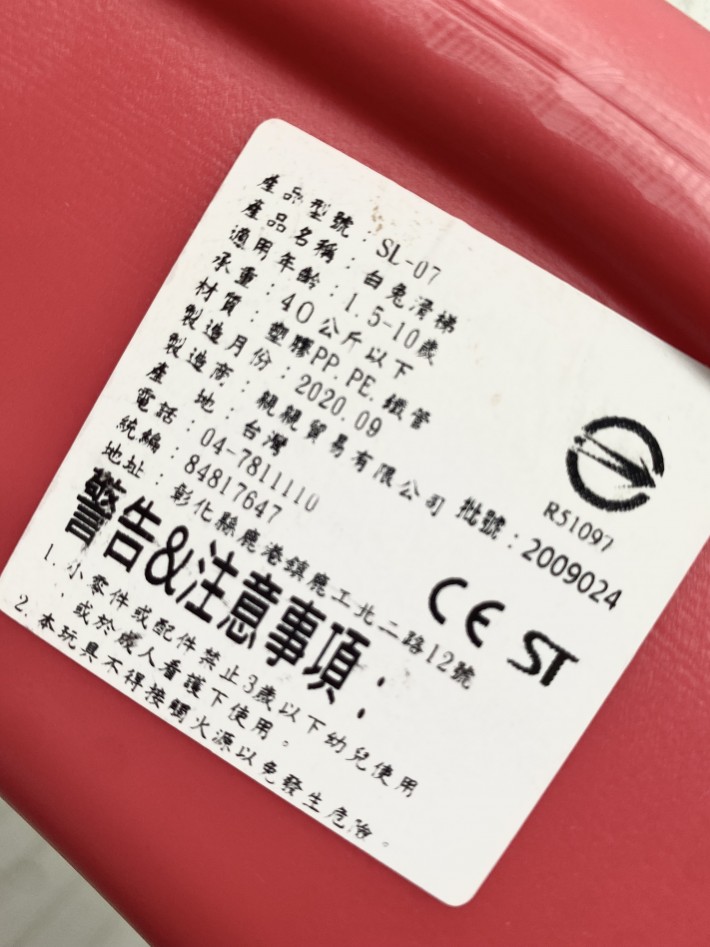 產品型號：SL-07
產品名稱：白兔滑梯
適用年齡：1.5-10歲
承重：40公斤以下
材質：塑膠PP.PE.鐵管
製造月份：2020.09
製造商：親親貿易有限公司 批號：2009024
產 地：台灣
電話：04-7811110
統編：84817647
地址：彰化縣鹿港鎮鹿工北二路12號
R51097
CE ST
警告&注意事項：
1.小零件或配件禁止3歲以下幼兒使用
，或於成人看護下使用。
2.本玩具不得接觸火源以免發生危險。